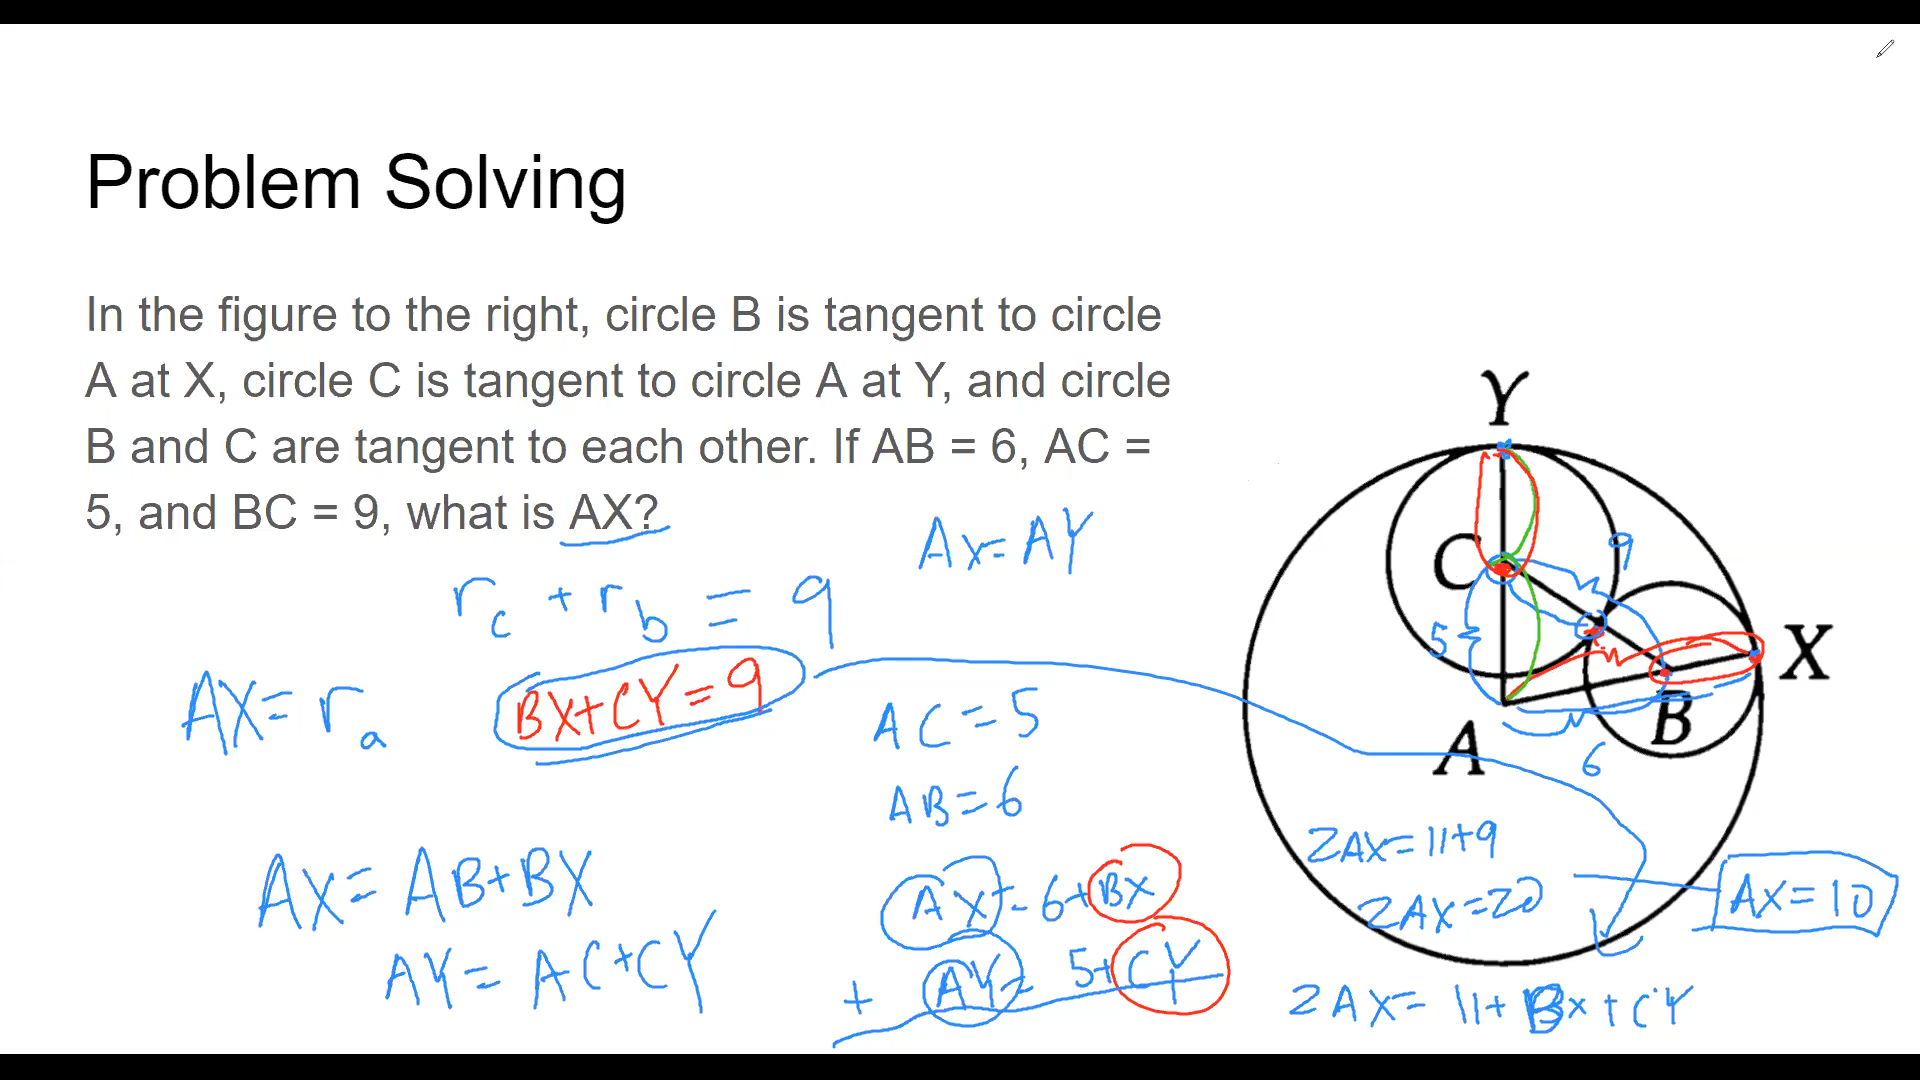 Problem Solving
In the figure to the right, circle B is tangent to circle
A at X, circle C is tangent to circle A at Y, and circle
B and C are tangent to each other. If AB = 6, AC =
5, and BC = 9, what is AX?
AX = AY
r_c + r_b = 9
BX + CY = 9
AX = r_a
AC = 5
AB = 6
AX = AB + BX
AY = AC + CY
AX = 6 + BX
+ AY = 5 + CY
Y
C
9
5
X
B
A
6
2AX = 11 + 9
2AX = 20
AX = 10
2AX = 11 + BX + CY